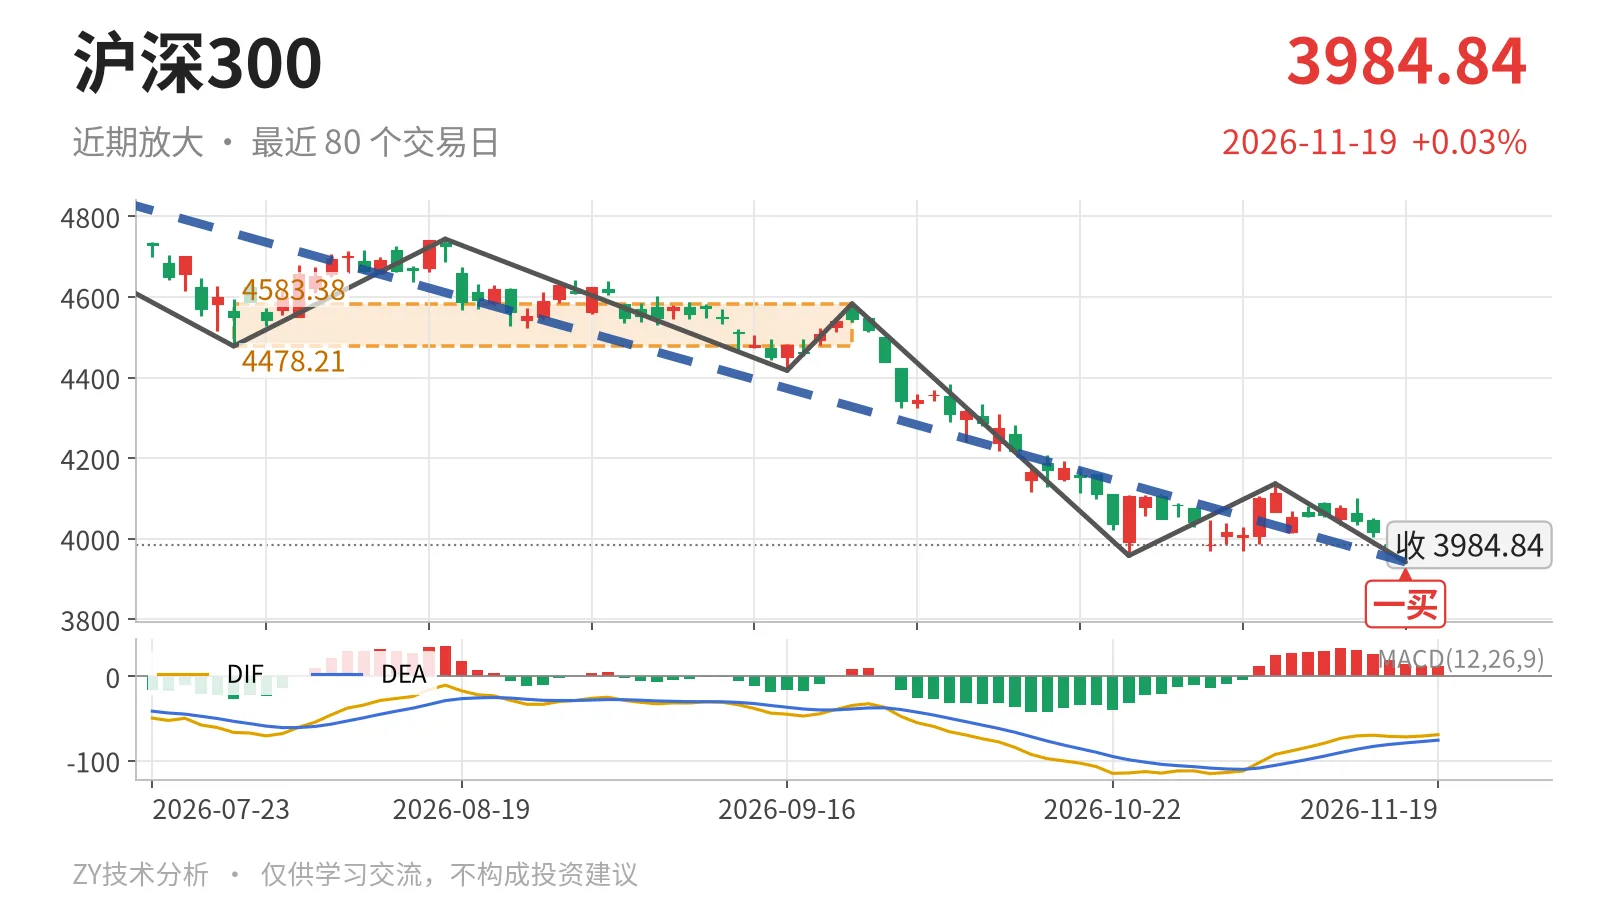 沪深300
3984.84
近期放大 • 最近 80 个交易日
2026-11-19 +0.03%
4800
4600
4400
4200
4000
3800
4583.38
4478.21
收 3984.84
一买
DIF
DEA
MACD(12,26,9)
0
-100
2026-07-23
2026-08-19
2026-09-16
2026-10-22
2026-11-19
ZY技术分析 • 仅供学习交流，不构成投资建议